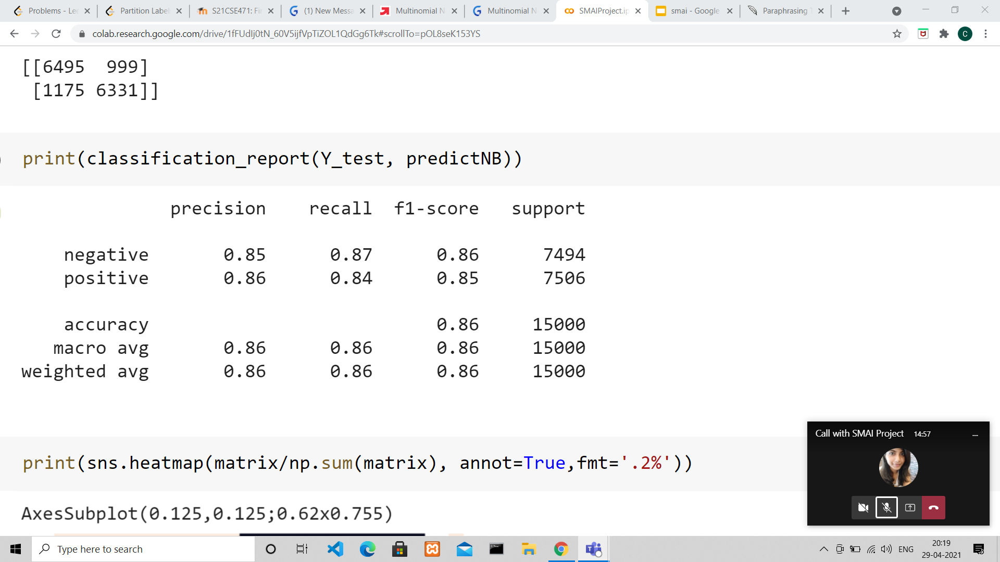 Problems - Lee
Partition Label
S21CSE471: Fin
(1) New Messa
Multinomial N
Multinomial N
SMAIProject.ip
smai - Google
Paraphrasing T
colab.research.google.com/drive/1fFUdIj0tN_60V5ijfVpTiZOL1QdGg6Tk#scrollTo=pOL8seK153YS
C
[[6495  999]
[1175 6331]]
print(classification_report(Y_test, predictNB))
precision recall f1-score support
negative 0.85 0.87 0.86 7494
positive 0.86 0.84 0.85 7506
accuracy 0.86 15000
macro avg 0.86 0.86 0.86 15000
weighted avg 0.86 0.86 0.86 15000
print(sns.heatmap(matrix/np.sum(matrix), annot=True,fmt='.2%'))
AxesSubplot(0.125,0.125;0.62x0.755)
Call with SMAI Project 14:57
Type here to search
ENG
20:19
29-04-2021